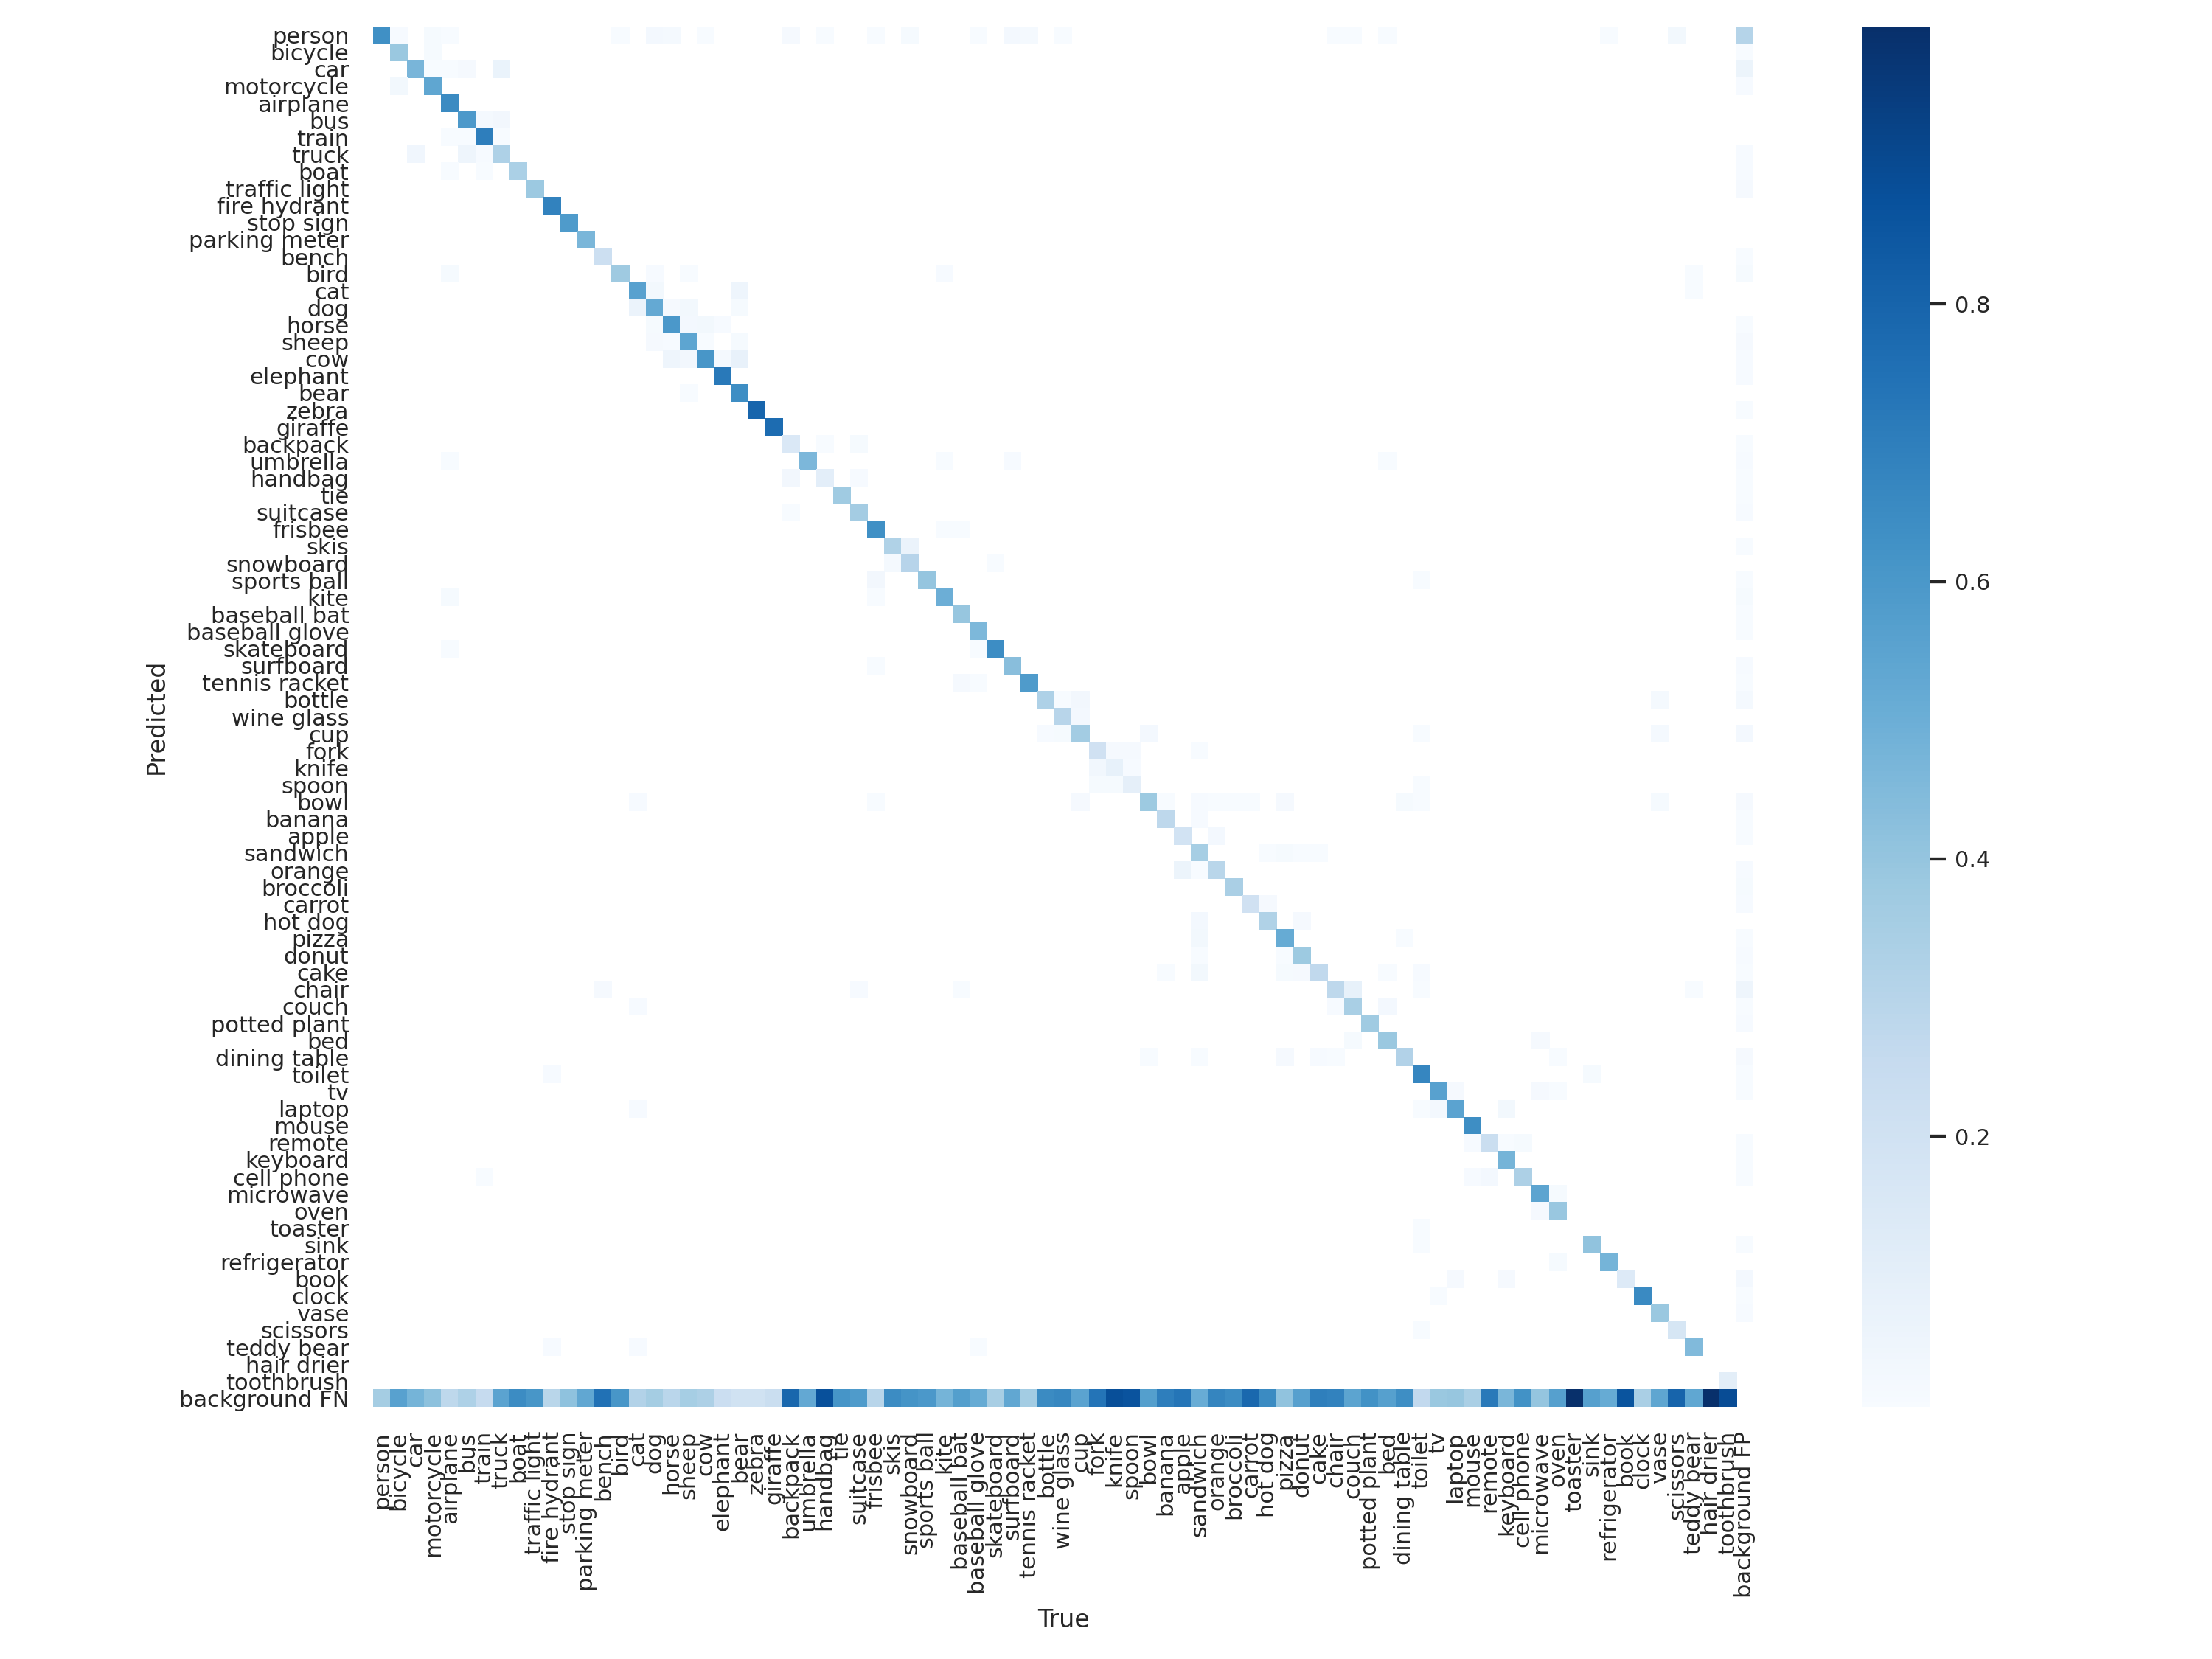 person
bicycle
car
motorcycle
airplane
bus
train
truck
boat
traffic light
fire hydrant
stop sign
parking meter
bench
bird
cat
dog
horse
sheep
cow
elephant
bear
zebra
giraffe
backpack
umbrella
handbag
tie
suitcase
frisbee
skis
snowboard
sports ball
kite
baseball bat
baseball glove
skateboard
surfboard
tennis racket
bottle
wine glass
cup
fork
knife
spoon
bowl
banana
apple
sandwich
orange
broccoli
carrot
hot dog
pizza
donut
cake
chair
couch
potted plant
bed
dining table
toilet
tv
laptop
mouse
remote
keyboard
cell phone
microwave
oven
toaster
sink
refrigerator
book
clock
vase
scissors
teddy bear
hair drier
toothbrush
background FN
Predicted
person
bicycle
car
motorcycle
airplane
bus
train
truck
boat
traffic light
fire hydrant
stop sign
parking meter
bench
bird
cat
dog
horse
sheep
cow
elephant
bear
zebra
giraffe
backpack
umbrella
handbag
tie
suitcase
frisbee
skis
snowboard
sports ball
kite
baseball bat
baseball glove
skateboard
surfboard
tennis racket
bottle
wine glass
cup
fork
knife
spoon
bowl
banana
apple
sandwich
orange
broccoli
carrot
hot dog
pizza
donut
cake
chair
couch
potted plant
bed
dining table
toilet
tv
laptop
mouse
remote
keyboard
cell phone
microwave
oven
toaster
sink
refrigerator
book
clock
vase
scissors
teddy bear
hair drier
toothbrush
background FP
True
0.8
0.6
0.4
0.2